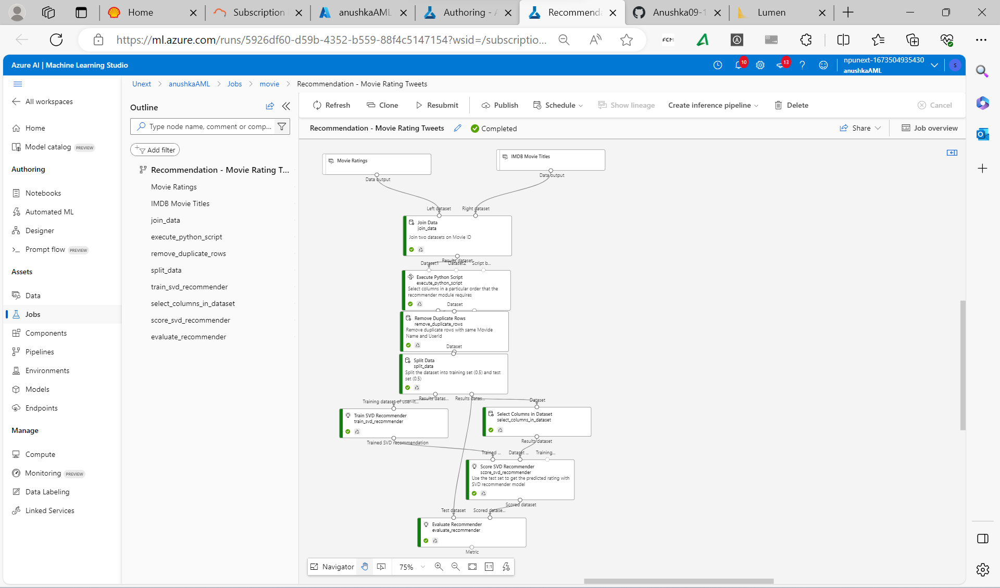 Home
Subscription
anushkaAML
Authoring - A
Recommenda
Anushka09-1
Lumen
https://ml.azure.com/runs/5926df60-d59b-4352-b559-88f4c5147154?wsid=/subscriptio...
FCM
Azure AI | Machine Learning Studio
10
13
npunext-1673504935430
anushkaAML
S
All workspaces
Home
Model catalog PREVIEW
Authoring
Notebooks
Automated ML
Designer
Prompt flow PREVIEW
Assets
Data
Jobs
Components
Pipelines
Environments
Models
Endpoints
Manage
Compute
Monitoring PREVIEW
Data Labeling
Linked Services
Unext > anushkaAML > Jobs > movie > Recommendation - Movie Rating Tweets
Outline
Type node name, comment or comp...
Add filter
Recommendation - Movie Rating T...
Movie Ratings
IMDB Movie Titles
join_data
execute_python_script
remove_duplicate_rows
split_data
train_svd_recommender
select_columns_in_dataset
score_svd_recommender
evaluate_recommender
Refresh
Clone
Resubmit
Publish
Schedule
Show lineage
Create inference pipeline
Delete
Cancel
Recommendation - Movie Rating Tweets
Completed
Share
Job overview
Movie Ratings
Data output
IMDB Movie Titles
Data output
Left dataset
Right dataset
Join Data
join_data
Join two datasets on Movie ID
Results dataset
Dataset1
Dataset2
Script b...
Execute Python Script
execute_python_script
Select columns in a particular order that the
recommender module requires
Dataset
Remove Duplicate Rows
remove_duplicate_rows
Remove duplicate rows with same Movide
Name and UserId
Dataset
Split Data
split_data
Split the dataset into training set (0.5) and test
set (0.5)
Results datas...
Results datas...
Training dataset of user-it...
Dataset
Train SVD Recommender
train_svd_recommender
Trained SVD recommendation
Select Columns in Dataset
select_columns_in_dataset
Results dataset
Trained ...
Dataset ...
Training...
Score SVD Recommender
score_svd_recommender
Use the test set to get the predicted rating with
SVD recommender model
Scored dataset
Test dataset
Scored datase...
Evaluate Recommender
evaluate_recommender
Metric
Navigator
75%
1:1